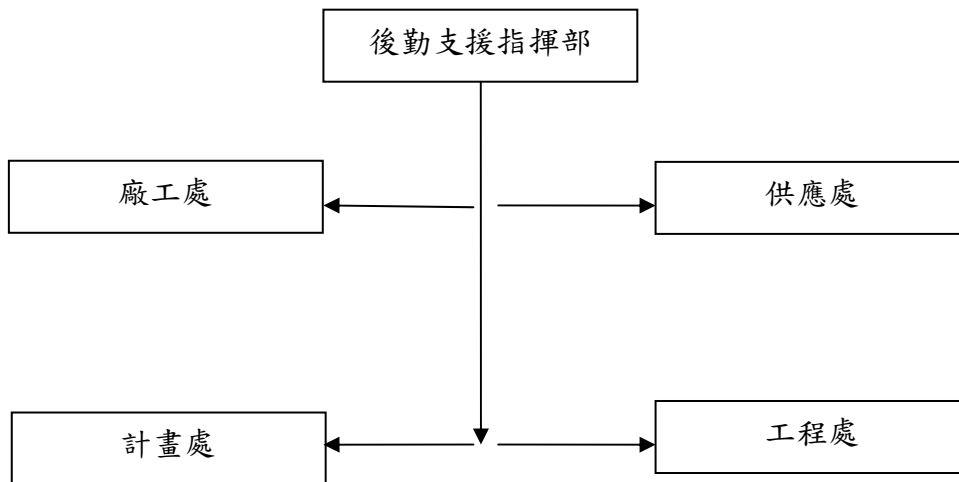 後勤支援指揮部
廠工處
供應處
計畫處
工程處